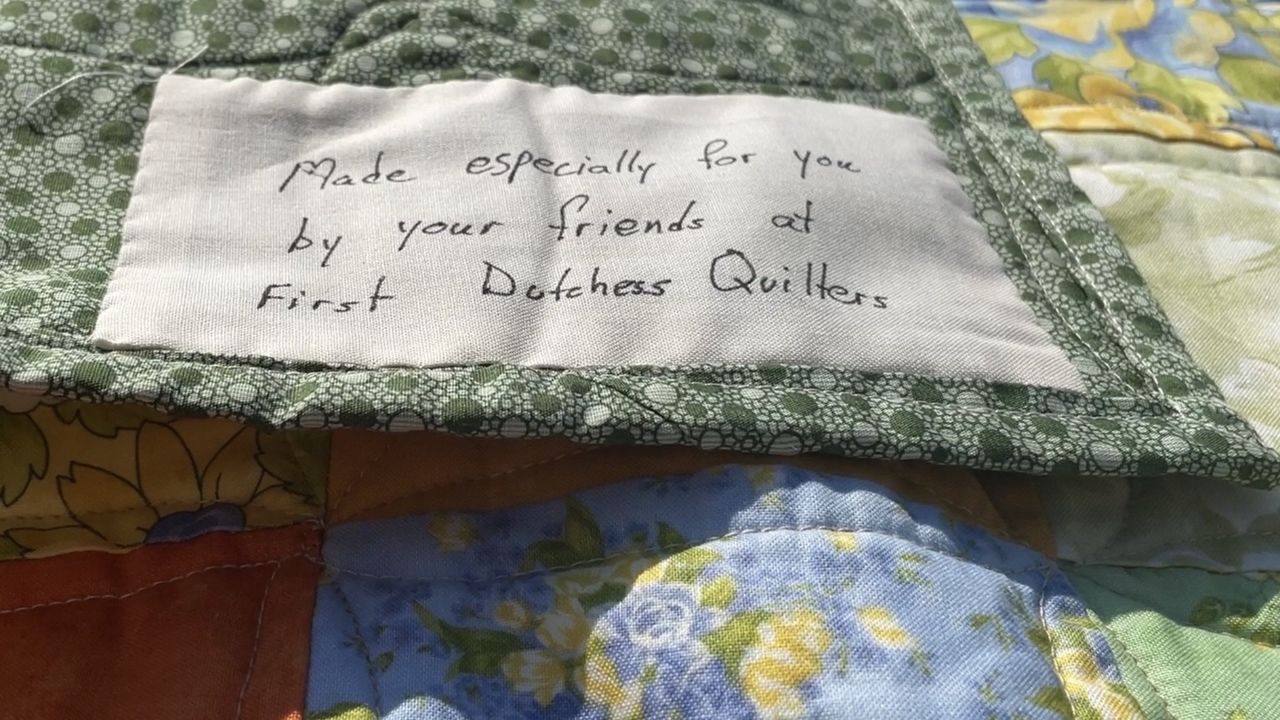 Made especially for you
by your friends at
First Dutchess Quilters